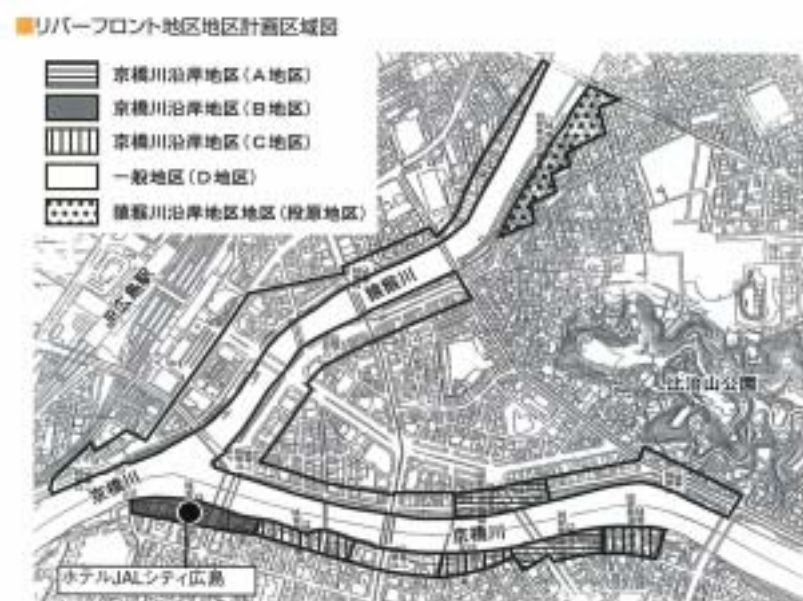 ■リバーフロント地区地区計画区域図
京橋川沿岸地区(A地区)
京橋川沿岸地区(B地区)
京橋川沿岸地区(C地区)
一般地区(D地区)
猿猴川沿岸地区地区(段原地区)
JR広島駅
猿猴川
比治山公園
京橋川
京橋川
ホテルJALシティ広島